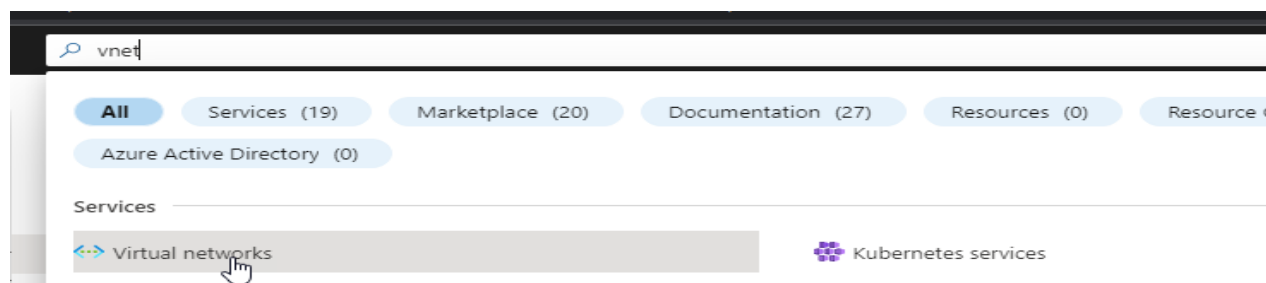 vnet
All Services (19) Marketplace (20) Documentation (27) Resources (0) Resource
Azure Active Directory (0)
Services
Virtual networks Kubernetes services